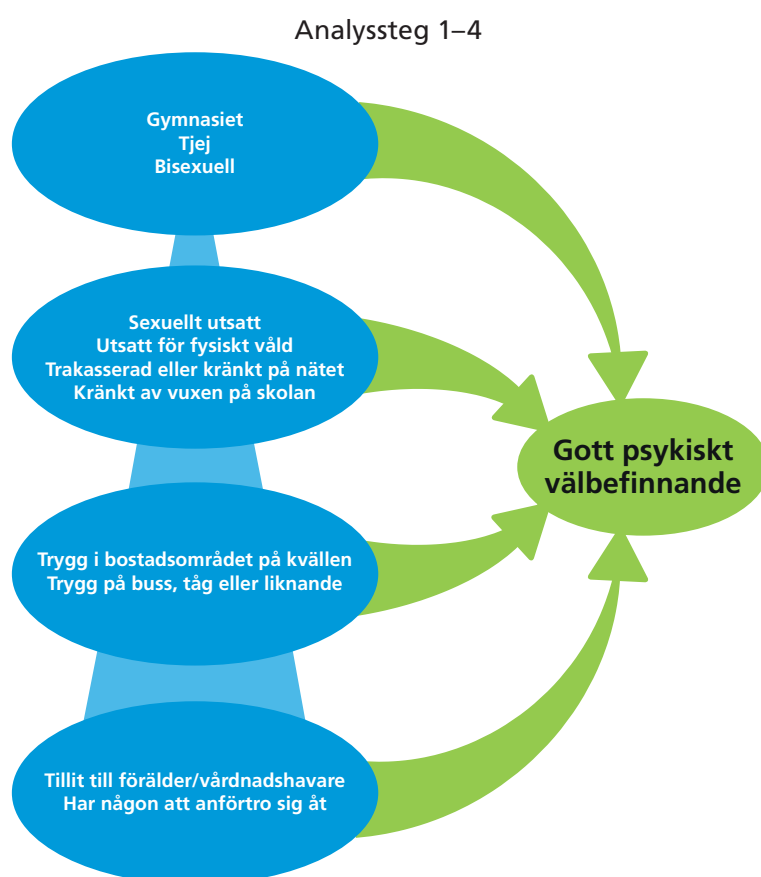 Analyssteg 1–4
Gymnasiet
Tjej
Bisexuell
Sexuellt utsatt
Utsatt för fysiskt våld
Trakasserad eller kränkt på nätet
Kränkt av vuxen på skolan
Gott psykiskt
välbefinnande
Trygg i bostadsområdet på kvällen
Trygg på buss, tåg eller liknande
Tillit till förälder/vårdnadshavare
Har någon att anförtro sig åt